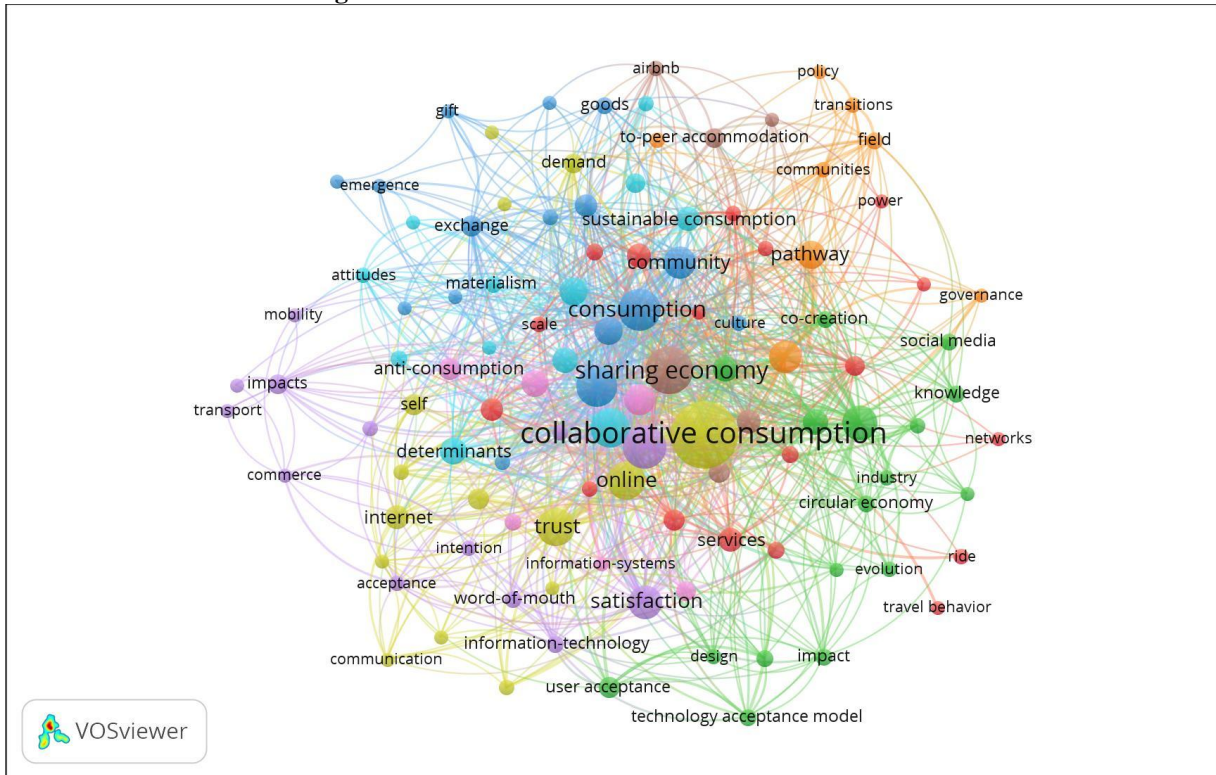 g
airbnb
policy
gift
goods
transitions
to-peer accommodation
field
demand
communities
emergence
power
exchange
sustainable consumption
community
pathway
attitudes
materialism
governance
mobility
consumption
scale
culture
co-creation
social media
anti-consumption
sharing economy
impacts
transport
self
knowledge
collaborative consumption
networks
determinants
commerce
online
industry
circular economy
internet
trust
services
intention
information-systems
evolution
ride
acceptance
word-of-mouth
satisfaction
travel behavior
information-technology
communication
design
impact
user acceptance
technology acceptance model
VOSviewer